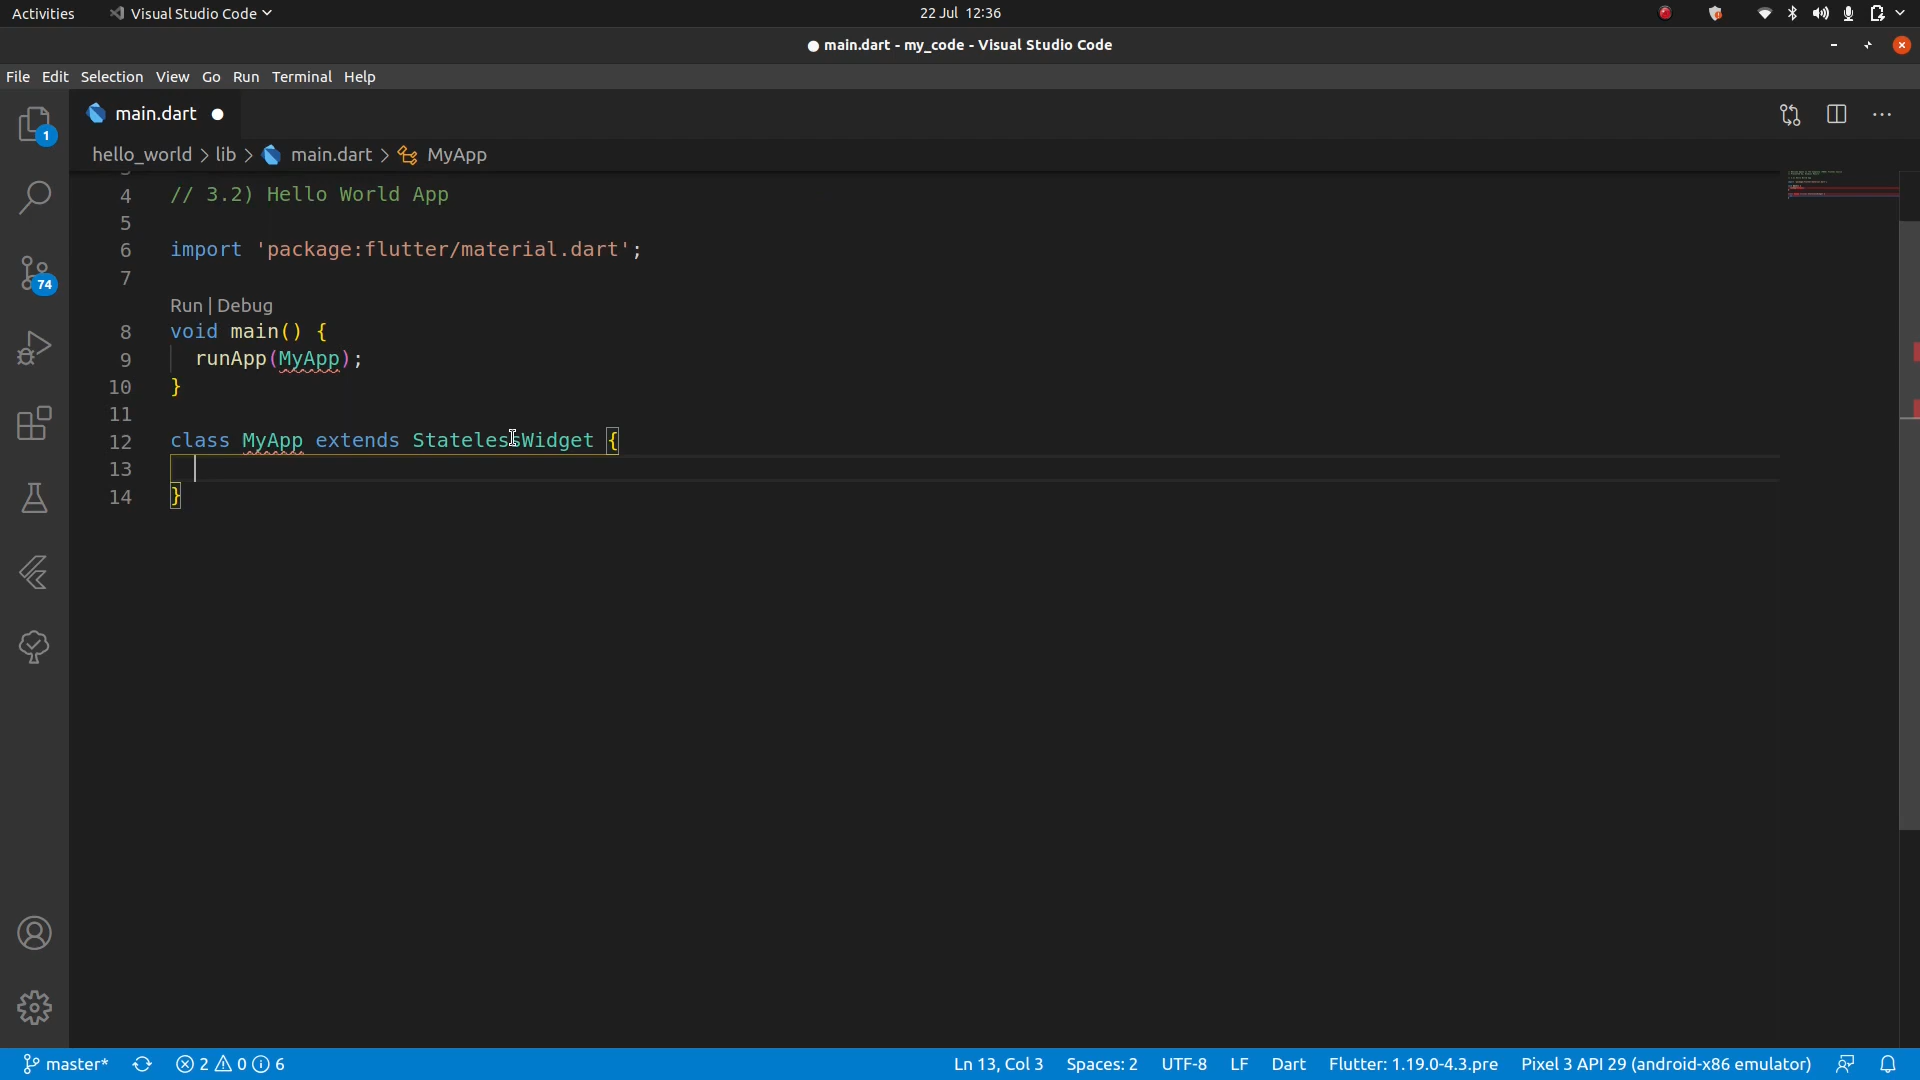 Activities Visual Studio Code 22 Jul 12:36
● main.dart - my_code - Visual Studio Code
File Edit Selection View Go Run Terminal Help
1
main.dart
hello_world > lib > main.dart > MyApp
4 // 3.2) Hello World App
5
6 import 'package:flutter/material.dart';
7
Run | Debug
8 void main() {
9 runApp(MyApp);
10 }
11
12 class MyApp extends StatelessWidget {
13
14 }
74
master* 2 0 6 Ln 13, Col 3 Spaces: 2 UTF-8 LF Dart Flutter: 1.19.0-4.3.pre Pixel 3 API 29 (android-x86 emulator)